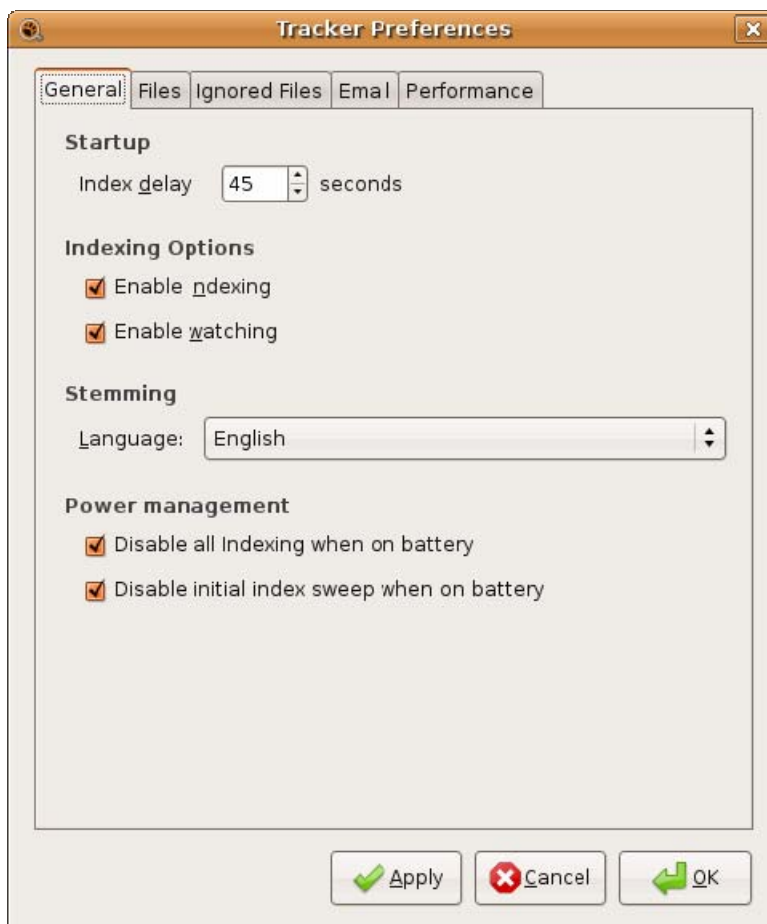 Tracker Preferences
General Files Ignored Files Emal Performance
Startup
Index delay 45 seconds
Indexing Options
Enable ndexing
Enable watching
Stemming
Language: English
Power management
Disable all Indexing when on battery
Disable initial index sweep when on battery
Apply Cancel OK